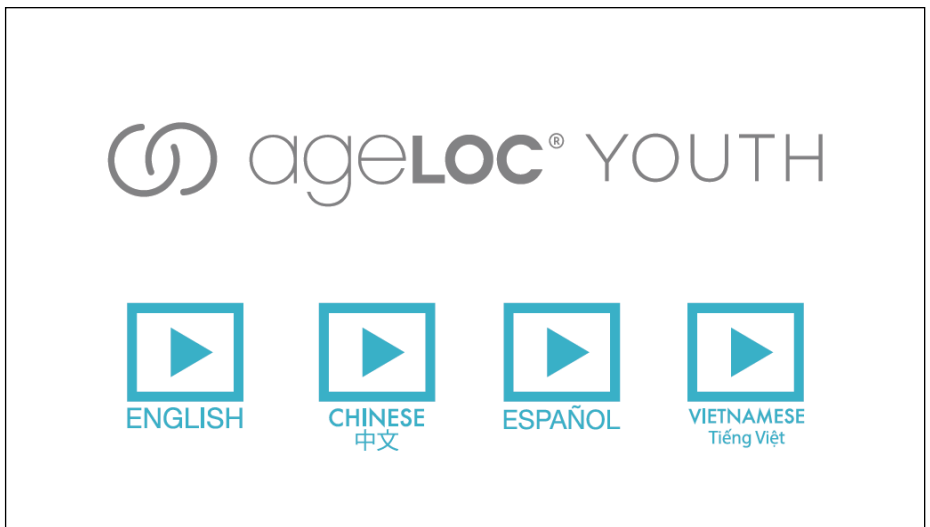 ageLOC® YOUTH
ENGLISH
CHINESE
中文
ESPAÑOL
VIETNAMESE
Tiếng Việt